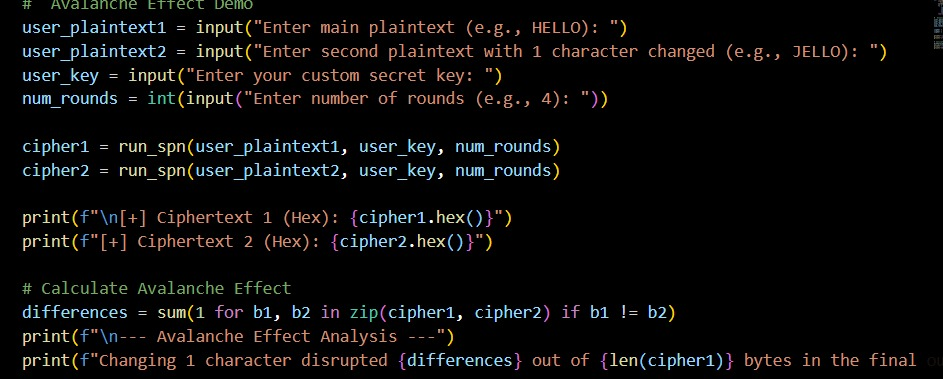 #  Avalanche Effect Demo
user_plaintext1 = input("Enter main plaintext (e.g., HELLO): ")
user_plaintext2 = input("Enter second plaintext with 1 character changed (e.g., JELLO): ")
user_key = input("Enter your custom secret key: ")
num_rounds = int(input("Enter number of rounds (e.g., 4): "))

cipher1 = run_spn(user_plaintext1, user_key, num_rounds)
cipher2 = run_spn(user_plaintext2, user_key, num_rounds)

print(f"\n[+] Ciphertext 1 (Hex): {cipher1.hex()}")
print(f"[+] Ciphertext 2 (Hex): {cipher2.hex()}")

# Calculate Avalanche Effect
differences = sum(1 for b1, b2 in zip(cipher1, cipher2) if b1 != b2)
print(f"\n--- Avalanche Effect Analysis ---")
print(f"Changing 1 character disrupted {differences} out of {len(cipher1)} bytes in the final